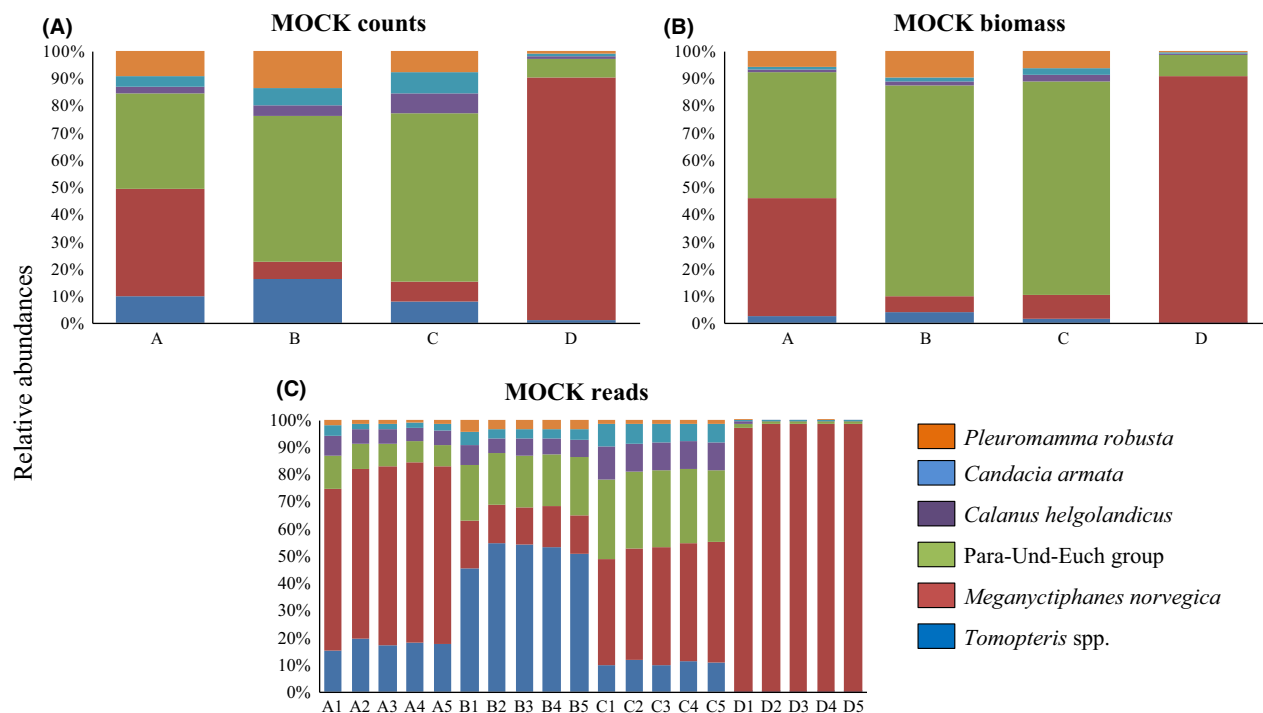 (A)
MOCK counts
100%
90%
80%
70%
60%
50%
40%
30%
20%
10%
0%
A B C D
(B)
MOCK biomass
100%
90%
80%
70%
60%
50%
40%
30%
20%
10%
0%
A B C D
Relative abundances
(C)
MOCK reads
100%
90%
80%
70%
60%
50%
40%
30%
20%
10%
0%
A1 A2 A3 A4 A5 B1 B2 B3 B4 B5 C1 C2 C3 C4 C5 D1 D2 D3 D4 D5
Pleuromamma robusta
Candacia armata
Calanus helgolandicus
Para-Und-Euch group
Meganyctiphanes norvegica
Tomopteris spp.